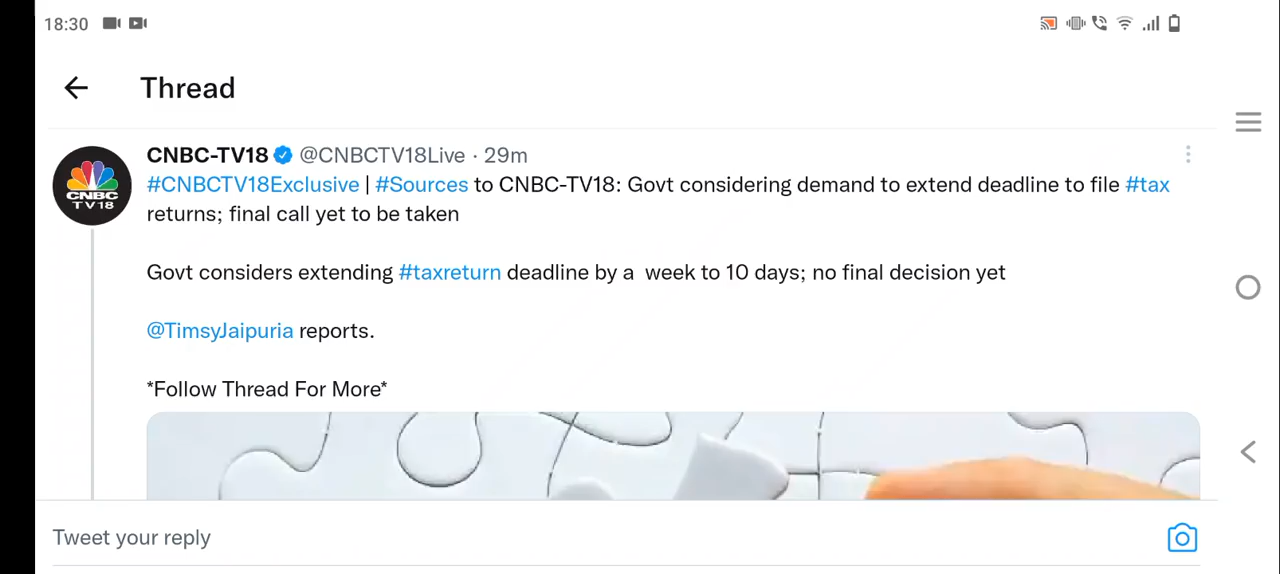 18:30
Thread
CNBC-TV18 @CNBCTV18Live · 29m
#CNBCTV18Exclusive | #Sources to CNBC-TV18: Govt considering demand to extend deadline to file #tax
returns; final call yet to be taken
Govt considers extending #taxreturn deadline by a  week to 10 days; no final decision yet
@TimsyJaipuria reports.
*Follow Thread For More*
CNBC
TV18
Tweet your reply